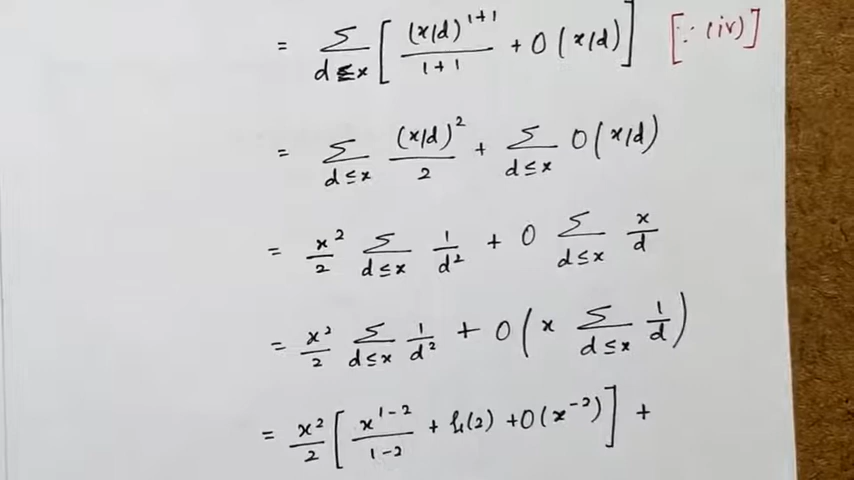 = Σ_{d≤x} [ (x/d)^{1+1} / 1+1 + O(x/d) ] [∵ (iv)]
= Σ_{d≤x} (x/d)^2 / 2 + Σ_{d≤x} O(x/d)
= x^2/2 Σ_{d≤x} 1/d^2 + O Σ_{d≤x} x/d
= x^2/2 Σ_{d≤x} 1/d^2 + O(x Σ_{d≤x} 1/d)
= x^2/2 [ x^{1-2} / 1-2 + (2) + O(x^{-2}) ] +